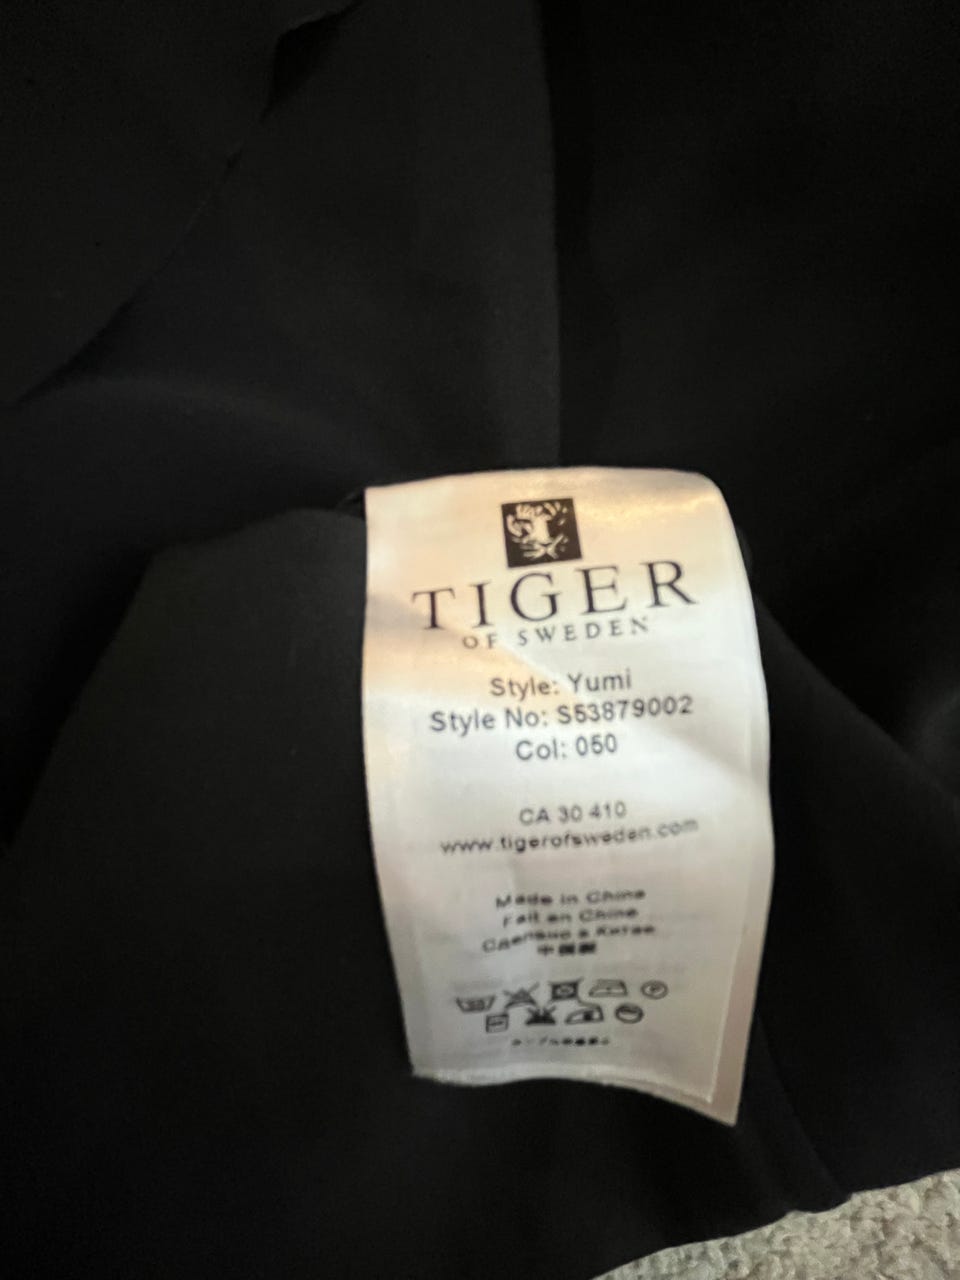 TIGER
OF SWEDEN
Style: Yumi
Style No: S53879002
Col: 050
CA 30 410
www.tigerofsweden.com
Made in China
Fait en Chine
Сделано в Китае
中国製